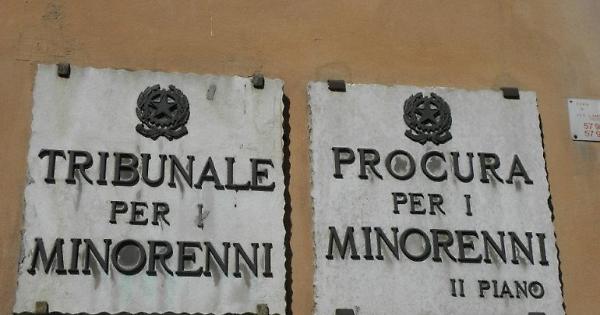 TRIBUNALE
PER I
MINORENNI
PROCURA
PER I
MINORENNI
II PIANO